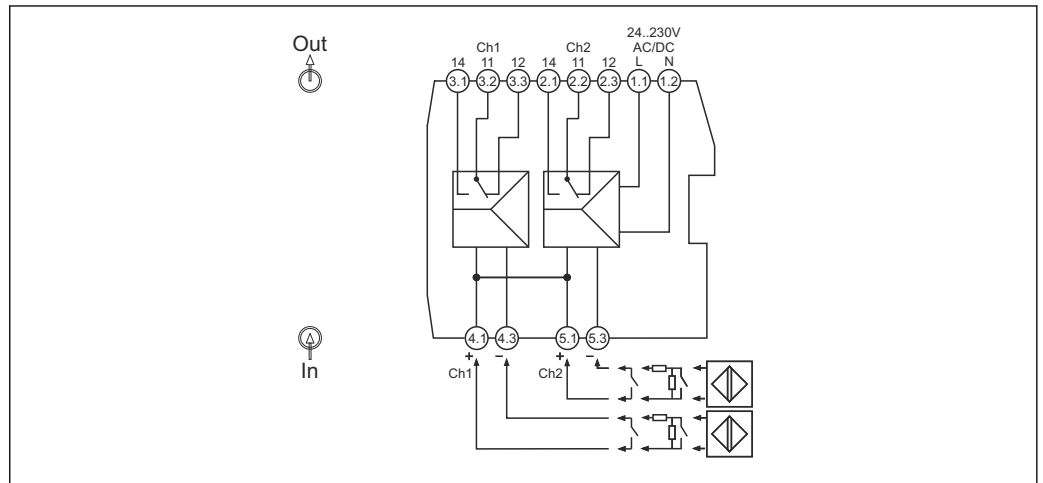 24..230V
Out Ch1 Ch2 AC/DC
14 11 12 14 11 12 L N
3.1 3.2 3.3 2.1 2.2 2.3 1.1 1.2
4.1 4.3 5.1 5.3
+ − + −
In Ch1 Ch2